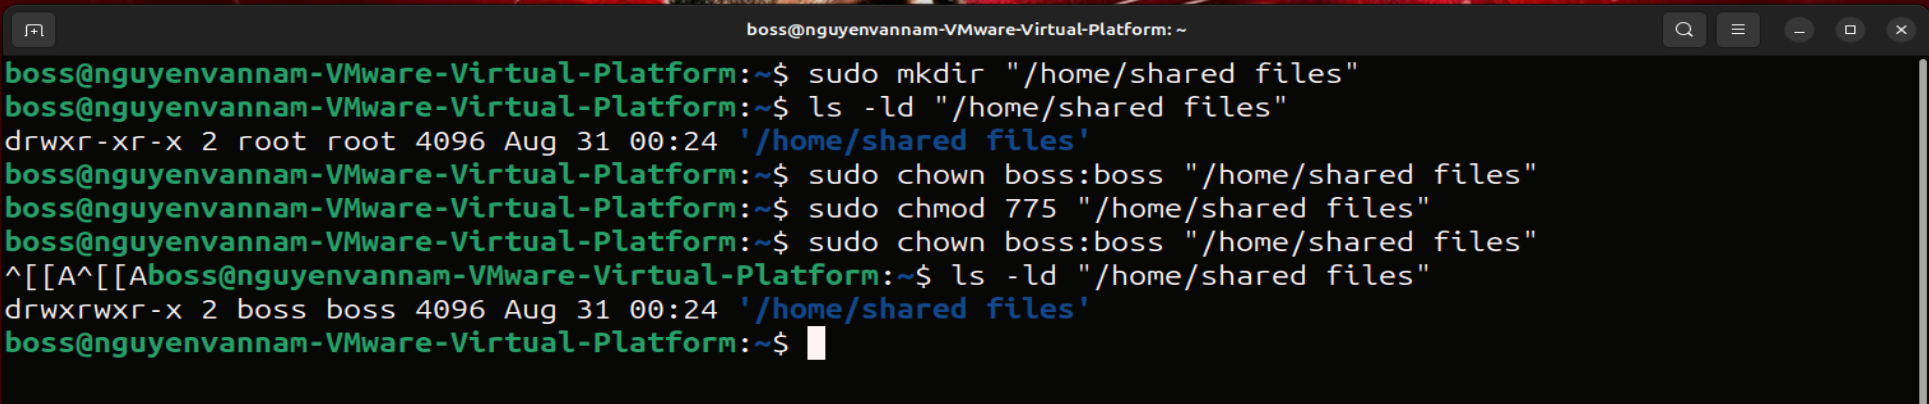 boss@nguyenvannam-VMware-Virtual-Platform: ~
boss@nguyenvannam-VMware-Virtual-Platform:~$ sudo mkdir "/home/shared files"
boss@nguyenvannam-VMware-Virtual-Platform:~$ ls -ld "/home/shared files"
drwxr-xr-x 2 root root 4096 Aug 31 00:24 '/home/shared files'
boss@nguyenvannam-VMware-Virtual-Platform:~$ sudo chown boss:boss "/home/shared files"
boss@nguyenvannam-VMware-Virtual-Platform:~$ sudo chmod 775 "/home/shared files"
boss@nguyenvannam-VMware-Virtual-Platform:~$ sudo chown boss:boss "/home/shared files"
^[[A^[[Aboss@nguyenvannam-VMware-Virtual-Platform:~$ ls -ld "/home/shared files"
drwxrwxr-x 2 boss boss 4096 Aug 31 00:24 '/home/shared files'
boss@nguyenvannam-VMware-Virtual-Platform:~$